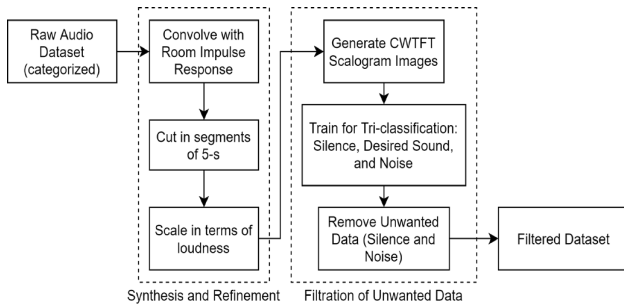 Raw Audio
Dataset
(categorized)
Convolve with
Room Impulse
Response
Cut in segments
of 5-s
Scale in terms of
loudness
Synthesis and Refinement
Generate CWTFT
Scalogram Images
Train for Tri-classification:
Silence, Desired Sound,
and Noise
Remove Unwanted
Data (Silence and
Noise)
Filtration of Unwanted Data
Filtered Dataset